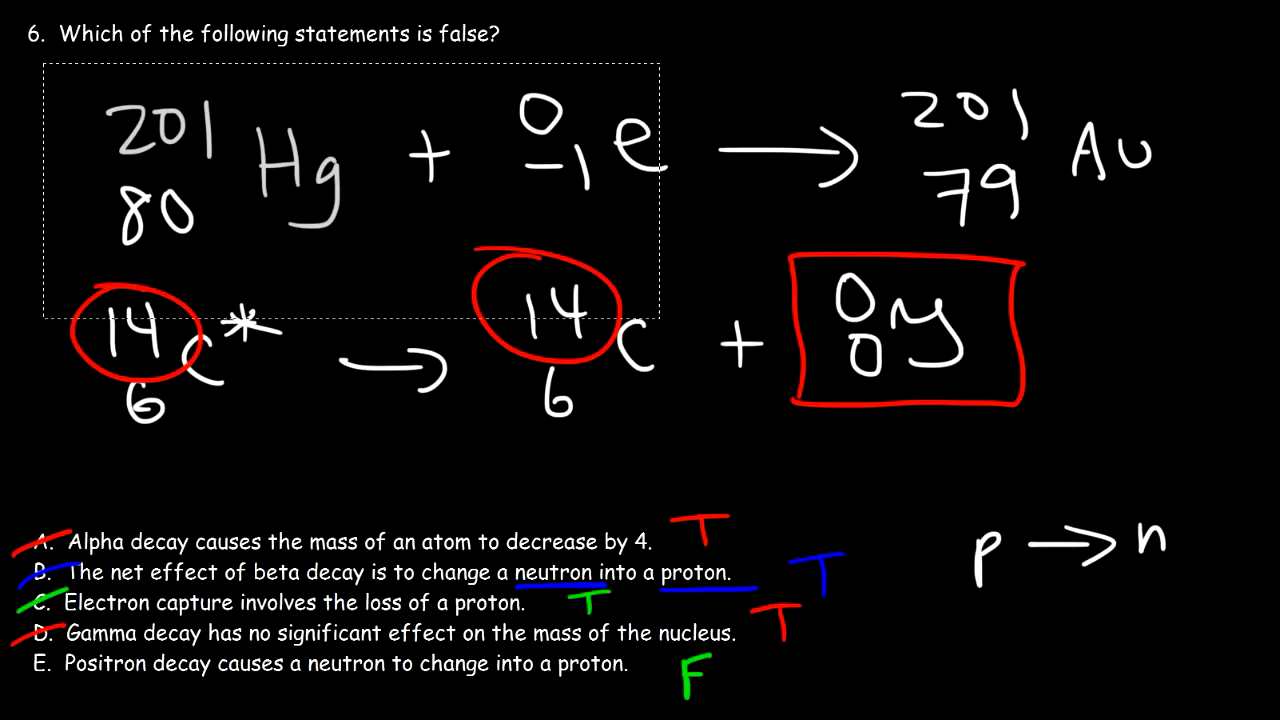 6. Which of the following statements is false?
201 80 Hg + 0 -1 e → 201 79 Au
14 6 C* → 14 6 C + 0 0 γ
A. Alpha decay causes the mass of an atom to decrease by 4. T
B. The net effect of beta decay is to change a neutron into a proton. T
p → n
C. Electron capture involves the loss of a proton. T
D. Gamma decay has no significant effect on the mass of the nucleus. T
E. Positron decay causes a neutron to change into a proton. F